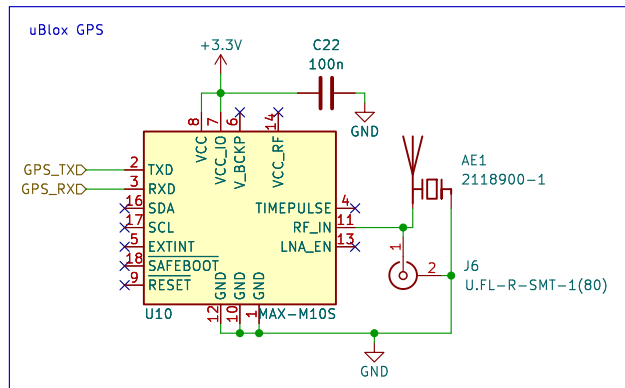 uBlox GPS
+3.3V
C22
100n
GND
8
7
6
14
VCC
VCC_IO
V_BCKP
VCC_RF
AE1
2118900-1
GPS_TX
2
TXD
GPS_RX
3
RXD
16
SDA
TIMEPULSE
4
17
SCL
RF_IN
11
5
EXTINT
LNA_EN
13
1
18
SAFEBOOT
2
J6
9
RESET
U.FL-R-SMT-1(80)
GND
GND
GND
U10
12
10
1
MAX-M10S
GND